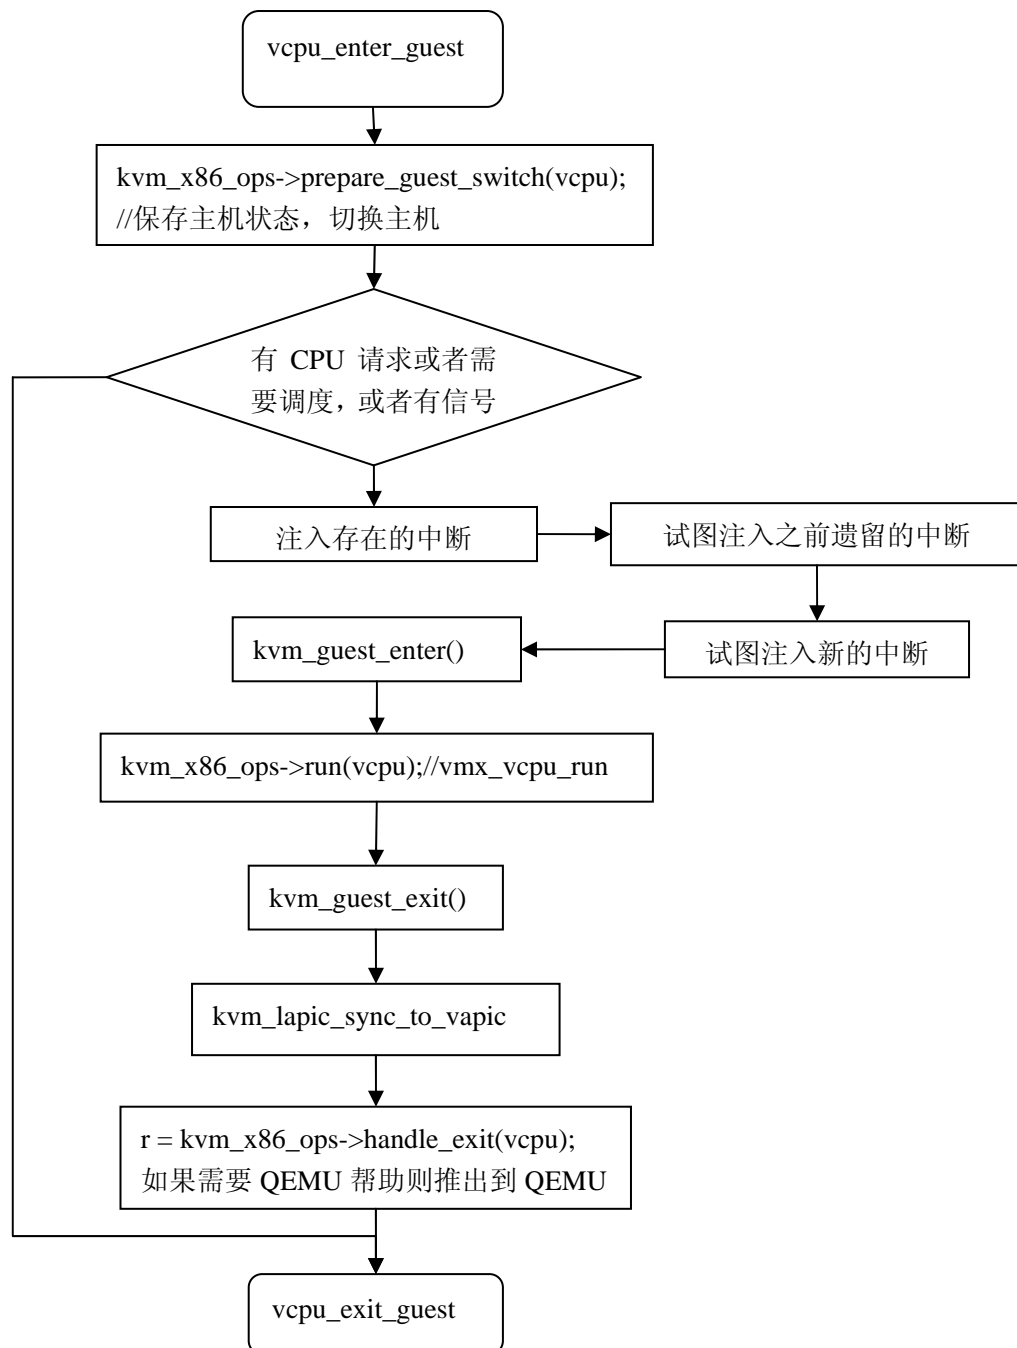 vcpu_enter_guest
kvm_x86_ops->prepare_guest_switch(vcpu);
//保存主机状态，切换主机
有 CPU 请求或者需
要调度，或者有信号
注入存在的中断
试图注入之前遗留的中断
试图注入新的中断
kvm_guest_enter()
kvm_x86_ops->run(vcpu);//vmx_vcpu_run
kvm_guest_exit()
kvm_lapic_sync_to_vapic
r = kvm_x86_ops->handle_exit(vcpu);
如果需要 QEMU 帮助则推出到 QEMU
vcpu_exit_guest